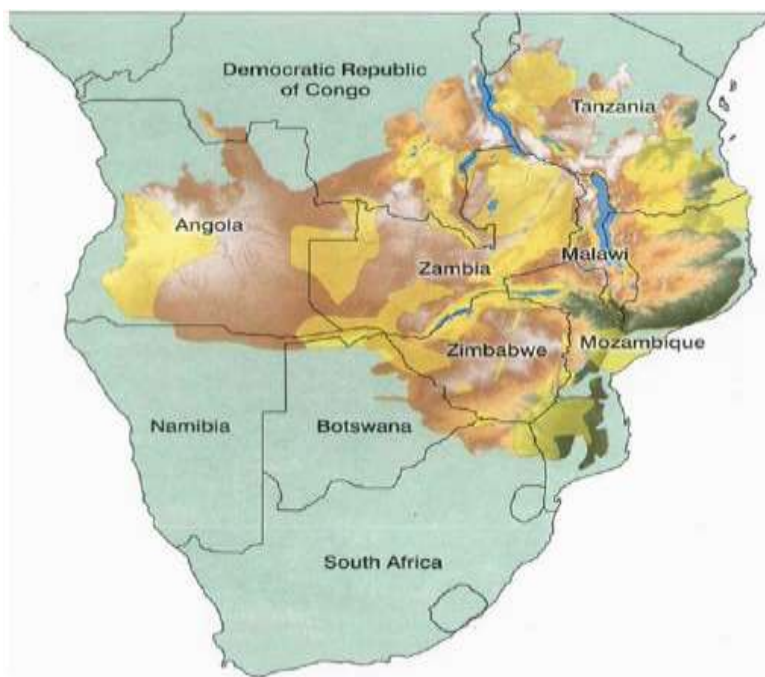 Democratic Republic
of Congo
Tanzania
Angola
Malawi
Zambia
Zimbabwe
Mozambique
Namibia
Botswana
South Africa